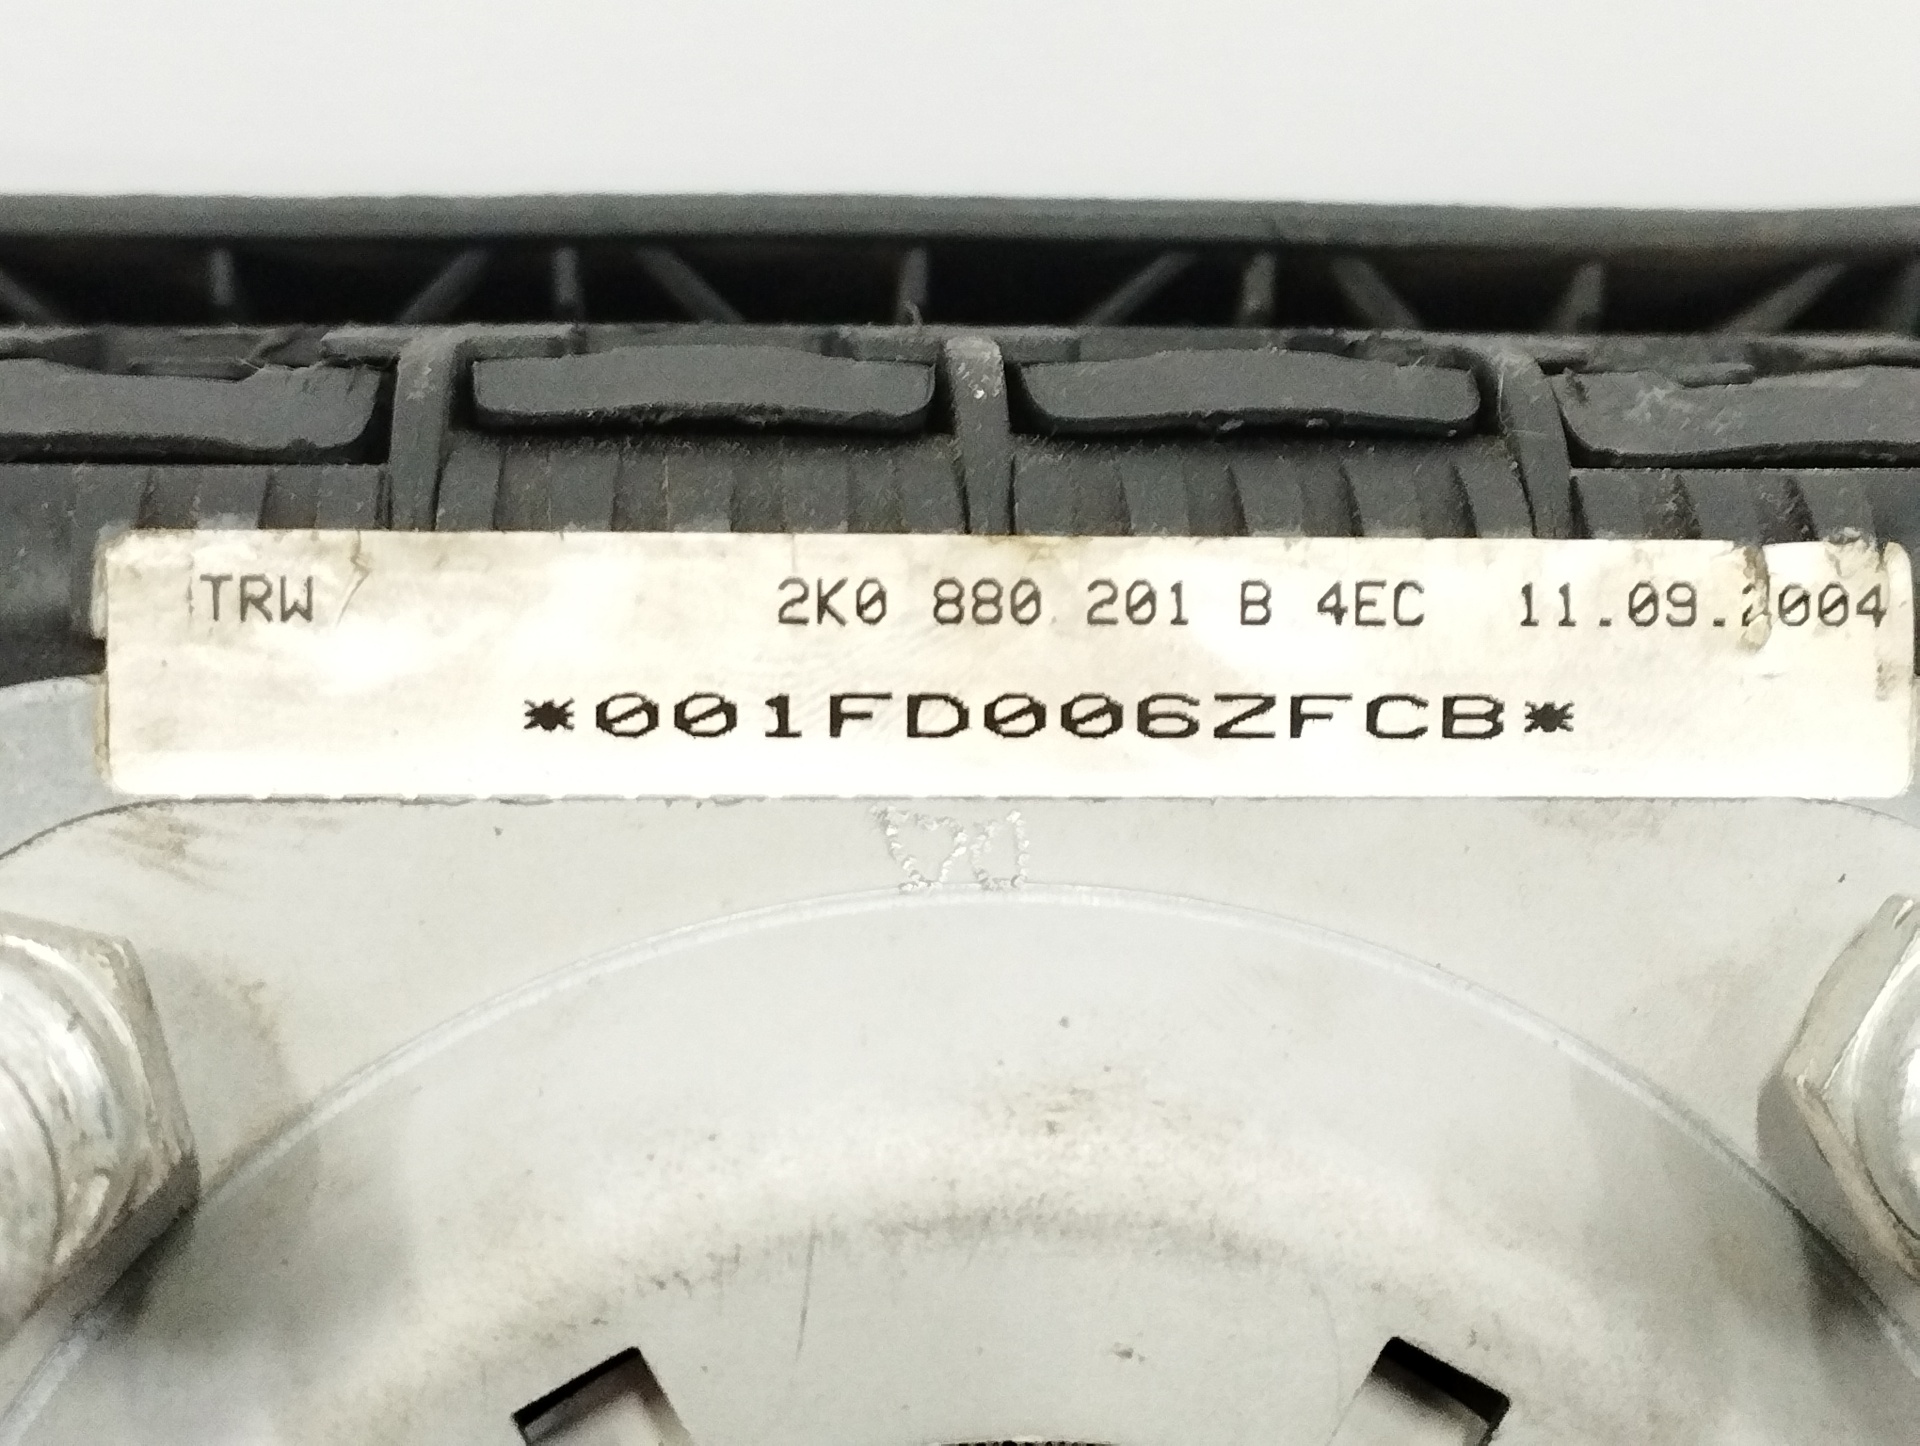 TRW 2K0 880 201 B 4EC 11.09.2004
*001FD006ZFCB*